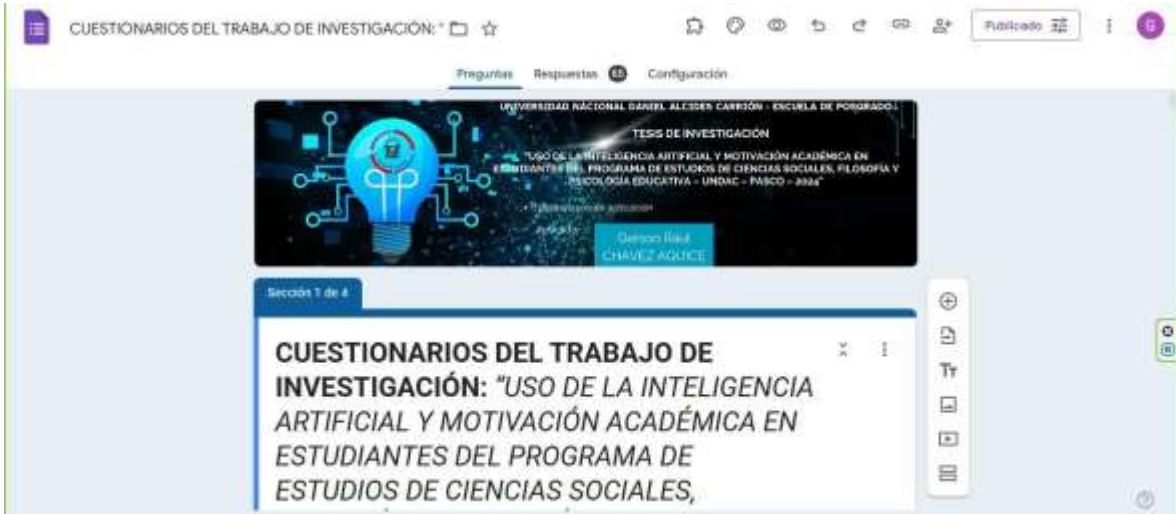 CUESTIONARIOS DEL TRABAJO DE INVESTIGACIÓN: "
Publicado
G
Preguntas Respuestas Configuración
UNIVERSIDAD NACIONAL DANIEL ALCIDES CARRIÓN - ESCUELA DE POSGRADO
TESIS DE INVESTIGACIÓN
"USO DE LA INTELIGENCIA ARTIFICIAL Y MOTIVACIÓN ACADÉMICA EN
ESTUDIANTES DEL PROGRAMA DE ESTUDIOS DE CIENCIAS SOCIALES, FILOSOFÍA Y
PSICOLOGÍA EDUCATIVA - UNDAC - PASCO - 2024"
Gerson Raul
CHAVEZ AQUICE
Sección 1 de 4
CUESTIONARIOS DEL TRABAJO DE
INVESTIGACIÓN: "USO DE LA INTELIGENCIA
ARTIFICIAL Y MOTIVACIÓN ACADÉMICA EN
ESTUDIANTES DEL PROGRAMA DE
ESTUDIOS DE CIENCIAS SOCIALES,
Tт